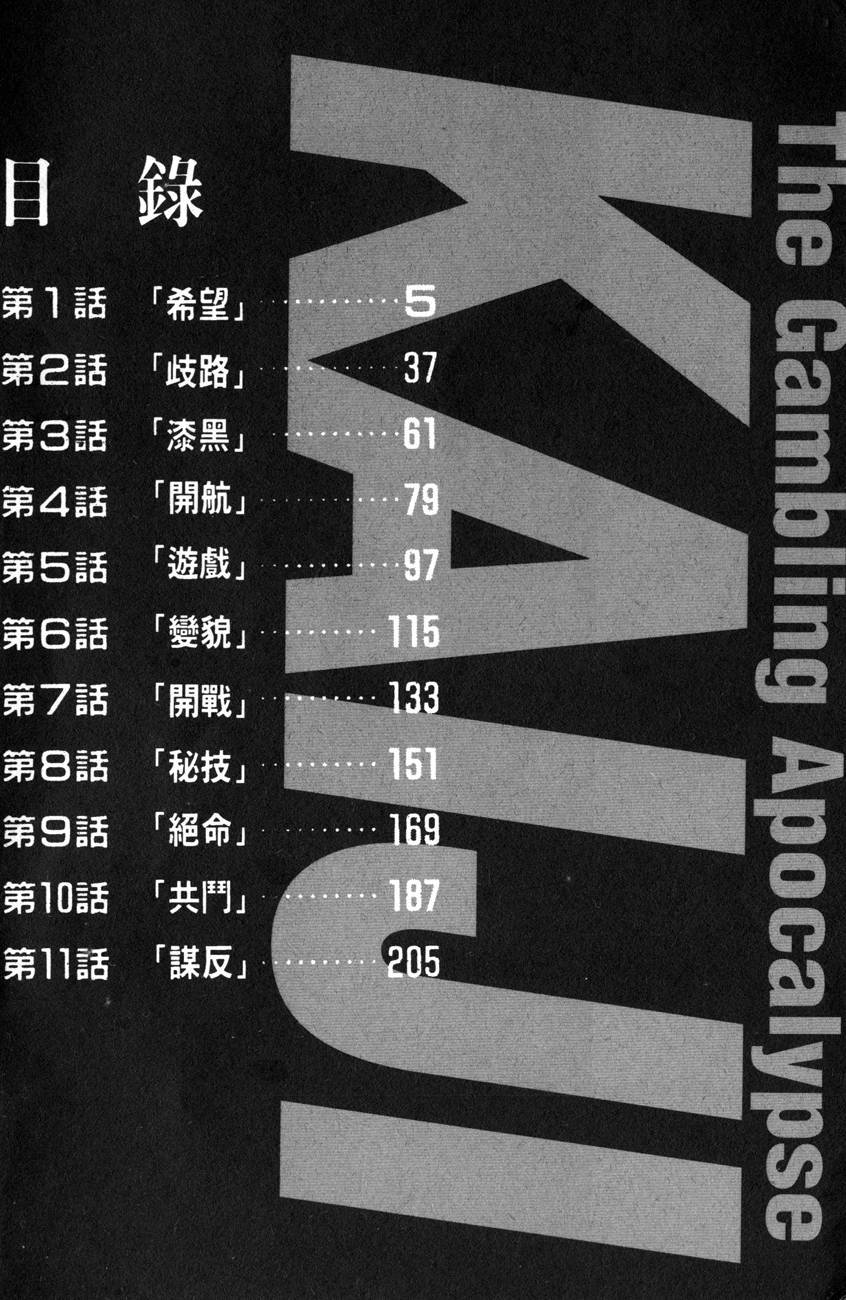 目 錄
第1話 「希望」············5
第2話 「歧路」············37
第3話 「漆黑」············61
第4話 「開航」············79
第5話 「遊戲」············97
第6話 「變貌」············115
第7話 「開戰」············133
第8話 「秘技」············151
第9話 「絕命」············169
第10話 「共鬥」············187
第11話 「謀反」············205
KAIJI
The Gambling Apocalypse